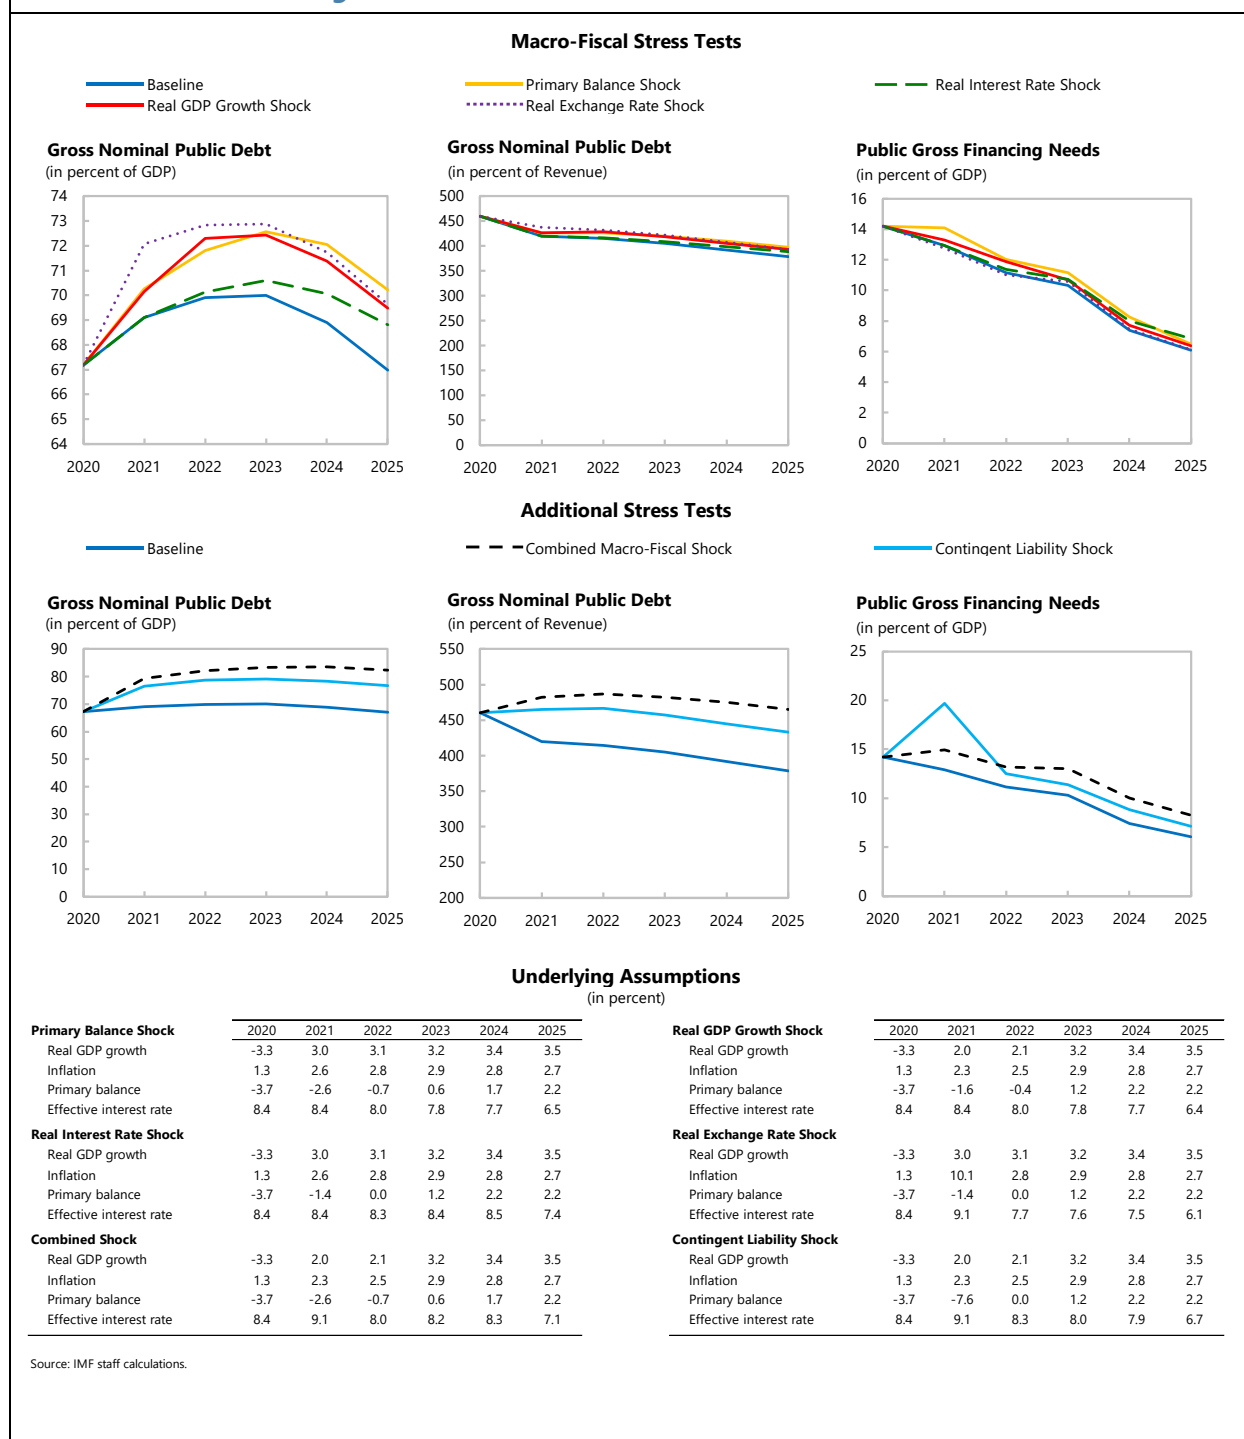 Macro-Fiscal Stress Tests
Baseline Primary Balance Shock Real Interest Rate Shock
Real GDP Growth Shock Real Exchange Rate Shock
Gross Nominal Public Debt
(in percent of GDP)
74
73
72
71
70
69
68
67
66
65
64
2020 2021 2022 2023 2024 2025
Gross Nominal Public Debt
(in percent of Revenue)
500
450
400
350
300
250
200
150
100
50
0
2020 2021 2022 2023 2024 2025
Public Gross Financing Needs
(in percent of GDP)
16
14
12
10
8
6
4
2
0
2020 2021 2022 2023 2024 2025
Additional Stress Tests
Baseline Combined Macro-Fiscal Shock Contingent Liability Shock
Gross Nominal Public Debt
(in percent of GDP)
90
80
70
60
50
40
30
20
10
0
2020 2021 2022 2023 2024 2025
Gross Nominal Public Debt
(in percent of Revenue)
550
500
450
400
350
300
250
200
2020 2021 2022 2023 2024 2025
Public Gross Financing Needs
(in percent of GDP)
25
20
15
10
5
0
2020 2021 2022 2023 2024 2025
Underlying Assumptions
(in percent)
Primary Balance Shock 2020 2021 2022 2023 2024 2025
Real GDP growth -3.3 3.0 3.1 3.2 3.4 3.5
Inflation 1.3 2.6 2.8 2.9 2.8 2.7
Primary balance -3.7 -2.6 -0.7 0.6 1.7 2.2
Effective interest rate 8.4 8.4 8.0 7.8 7.7 6.5
Real Interest Rate Shock
Real GDP growth -3.3 3.0 3.1 3.2 3.4 3.5
Inflation 1.3 2.6 2.8 2.9 2.8 2.7
Primary balance -3.7 -1.4 0.0 1.2 2.2 2.2
Effective interest rate 8.4 8.4 8.3 8.4 8.5 7.4
Combined Shock
Real GDP growth -3.3 2.0 2.1 3.2 3.4 3.5
Inflation 1.3 2.3 2.5 2.9 2.8 2.7
Primary balance -3.7 -2.6 -0.7 0.6 1.7 2.2
Effective interest rate 8.4 9.1 8.0 8.2 8.3 7.1
Real GDP Growth Shock 2020 2021 2022 2023 2024 2025
Real GDP growth -3.3 2.0 2.1 3.2 3.4 3.5
Inflation 1.3 2.3 2.5 2.9 2.8 2.7
Primary balance -3.7 -1.6 -0.4 1.2 2.2 2.2
Effective interest rate 8.4 8.4 8.0 7.8 7.7 6.4
Real Exchange Rate Shock
Real GDP growth -3.3 3.0 3.1 3.2 3.4 3.5
Inflation 1.3 10.1 2.8 2.9 2.8 2.7
Primary balance -3.7 -1.4 0.0 1.2 2.2 2.2
Effective interest rate 8.4 9.1 7.7 7.6 7.5 6.1
Contingent Liability Shock
Real GDP growth -3.3 2.0 2.1 3.2 3.4 3.5
Inflation 1.3 2.3 2.5 2.9 2.8 2.7
Primary balance -3.7 -7.6 0.0 1.2 2.2 2.2
Effective interest rate 8.4 9.1 8.3 8.0 7.9 6.7
Source: IMF staff calculations.